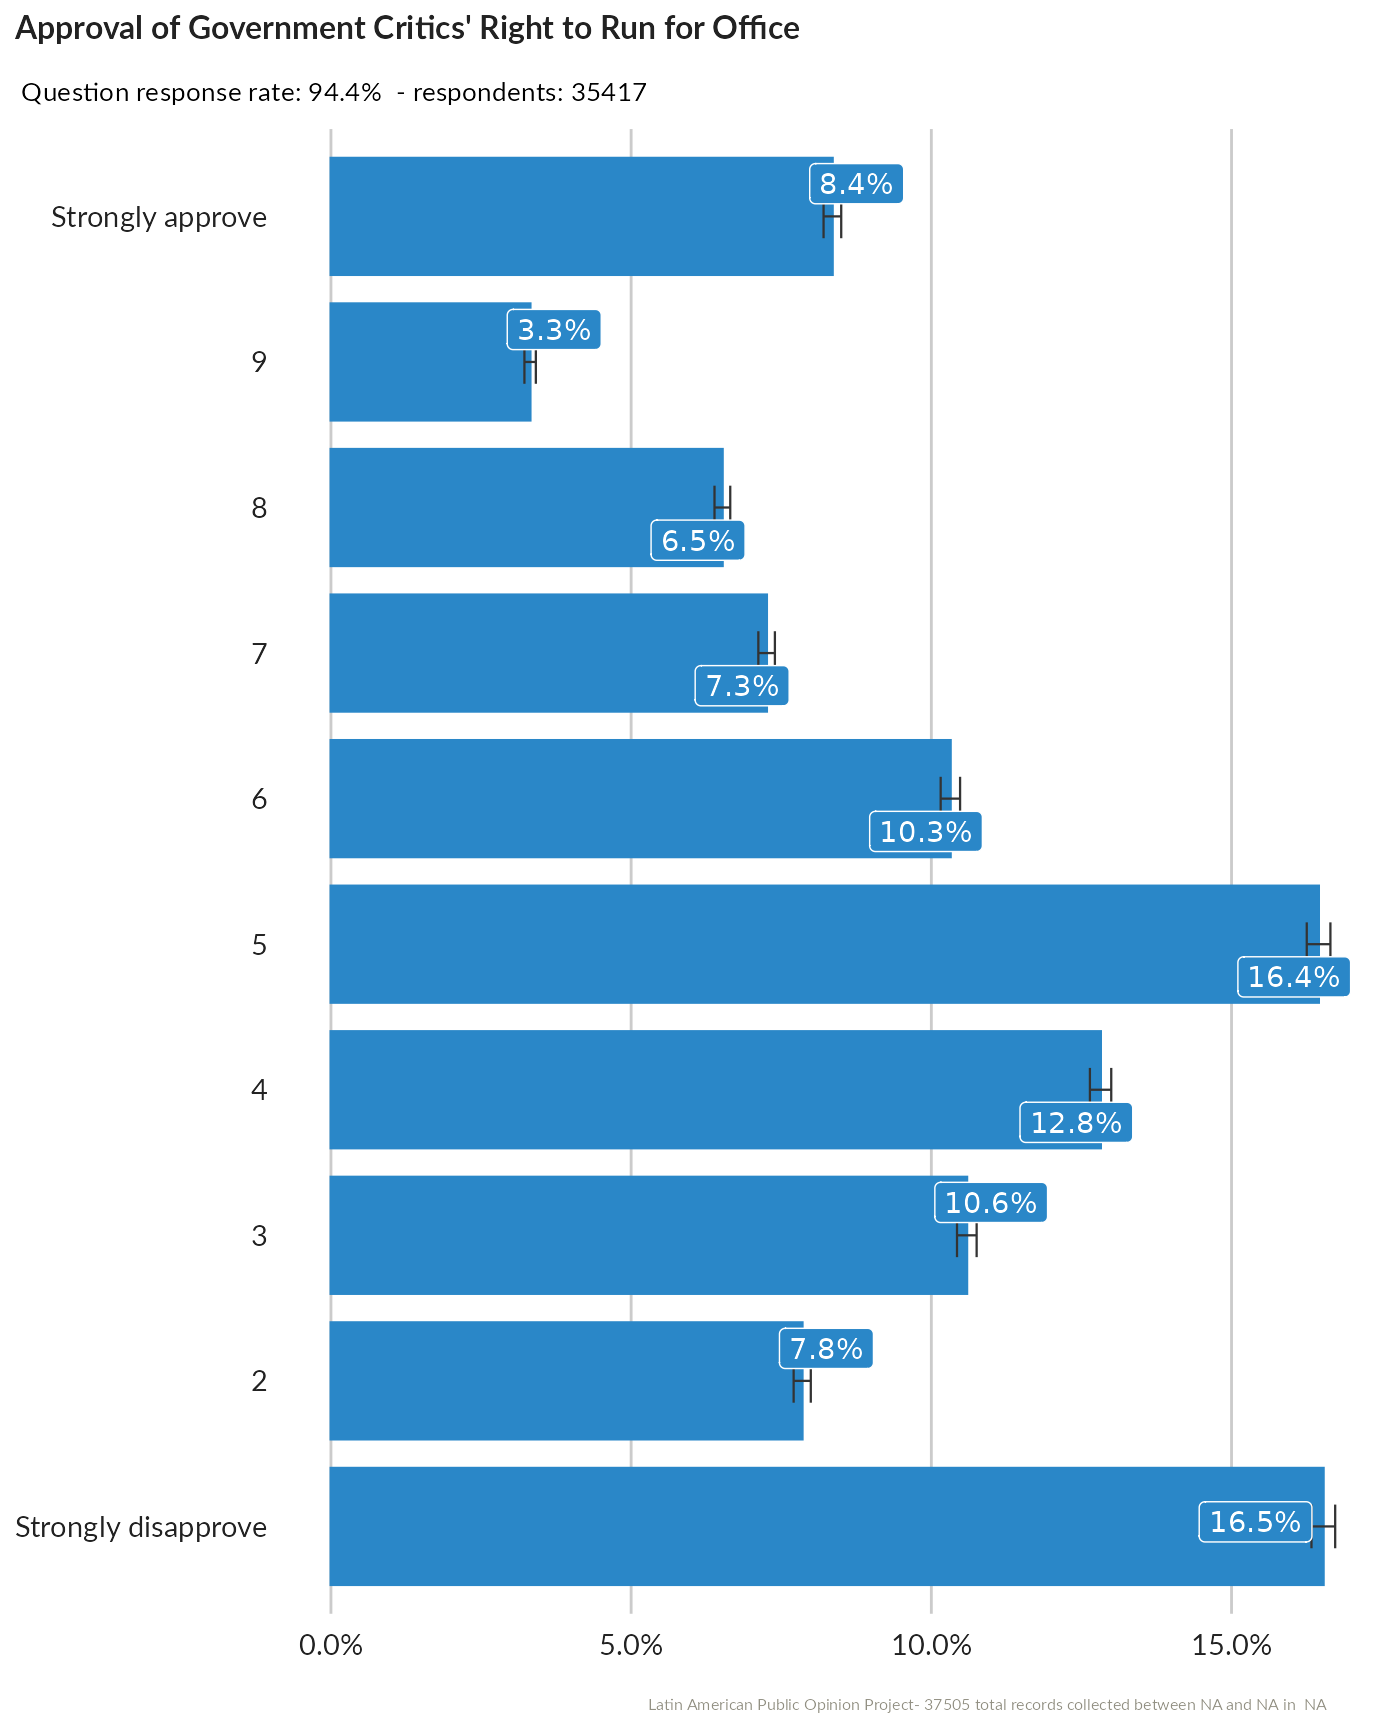 Approval of Government Critics' Right to Run for Office
Question response rate: 94.4%  - respondents: 35417
Strongly approve 8.4%
9 3.3%
8 6.5%
7 7.3%
6 10.3%
5 16.4%
4 12.8%
3 10.6%
2 7.8%
Strongly disapprove 16.5%
0.0% 5.0% 10.0% 15.0%
Latin American Public Opinion Project- 37505 total records collected between NA and NA in  NA